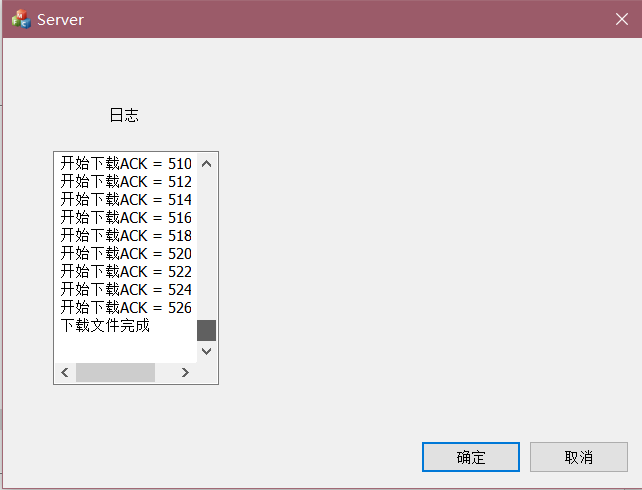 Server
日志
开始下载ACK = 510
开始下载ACK = 512
开始下载ACK = 514
开始下载ACK = 516
开始下载ACK = 518
开始下载ACK = 520
开始下载ACK = 522
开始下载ACK = 524
开始下载ACK = 526
下载文件完成
确定 取消